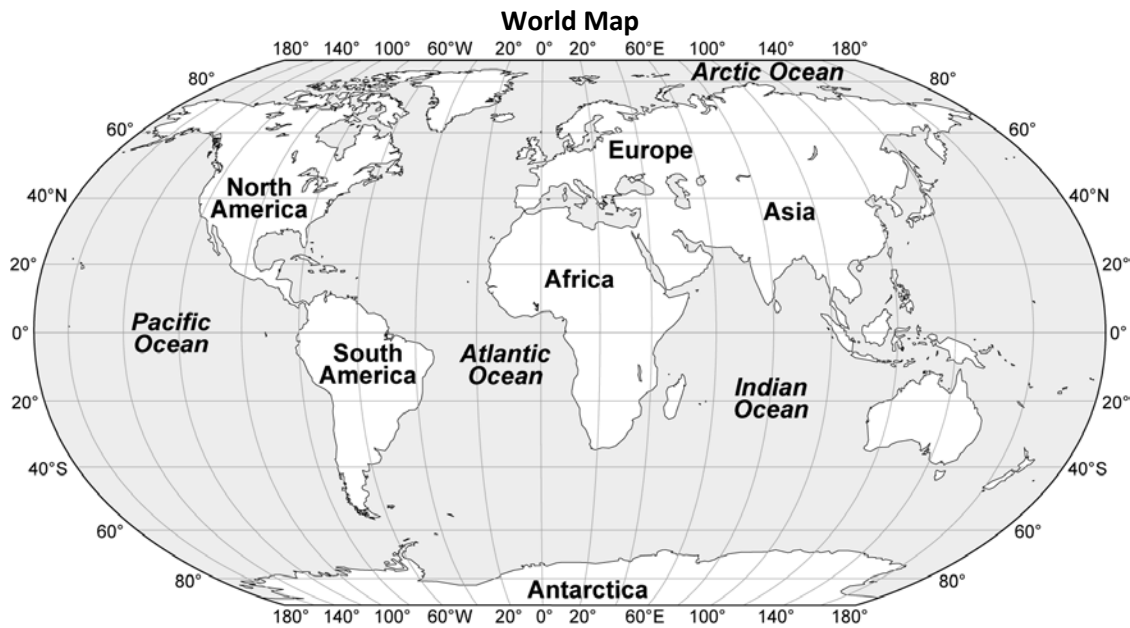 World Map
180° 140° 100° 60°W 20° 0° 20° 60°E 100° 140° 180°
Arctic Ocean
80° 80°
60° 60°
Europe
North
America
40°N 40°N
Asia
20° 20°
Africa
Pacific
Ocean
0° 0°
South
America
Atlantic
Ocean
Indian
Ocean
20° 20°
40°S 40°S
60° 60°
80° 80°
Antarctica
180° 140° 100° 60°W 20° 0° 20° 60°E 100° 140° 180°